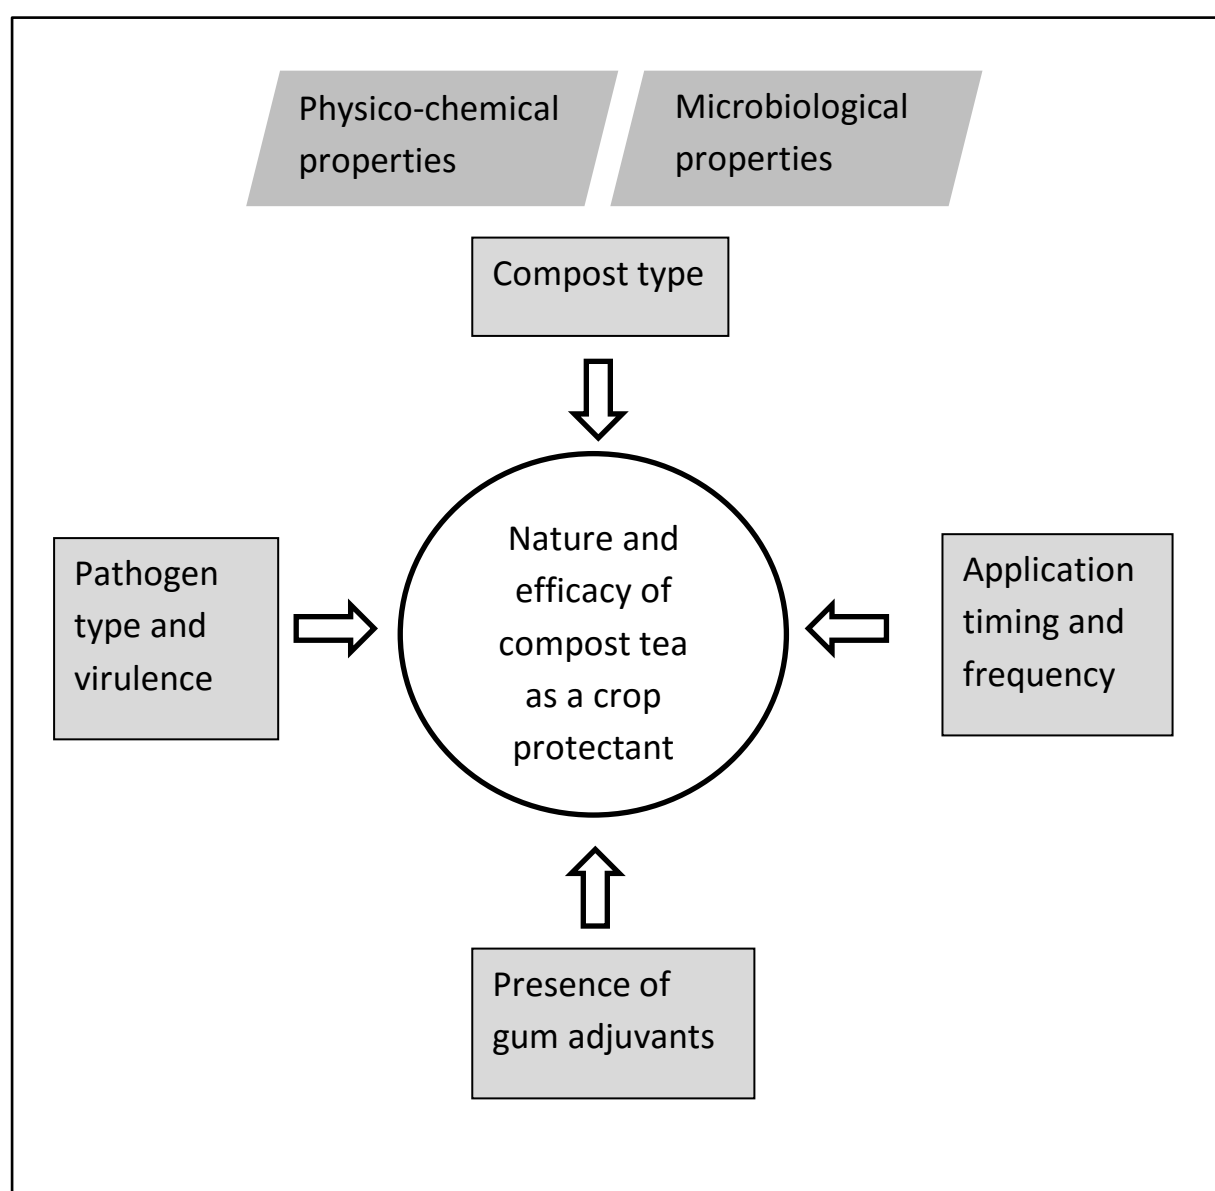 Physico-chemical
properties
Microbiological
properties
Compost type
Nature and
efficacy of
compost tea
as a crop
protectant
Pathogen
type and
virulence
Application
timing and
frequency
Presence of
gum adjuvants